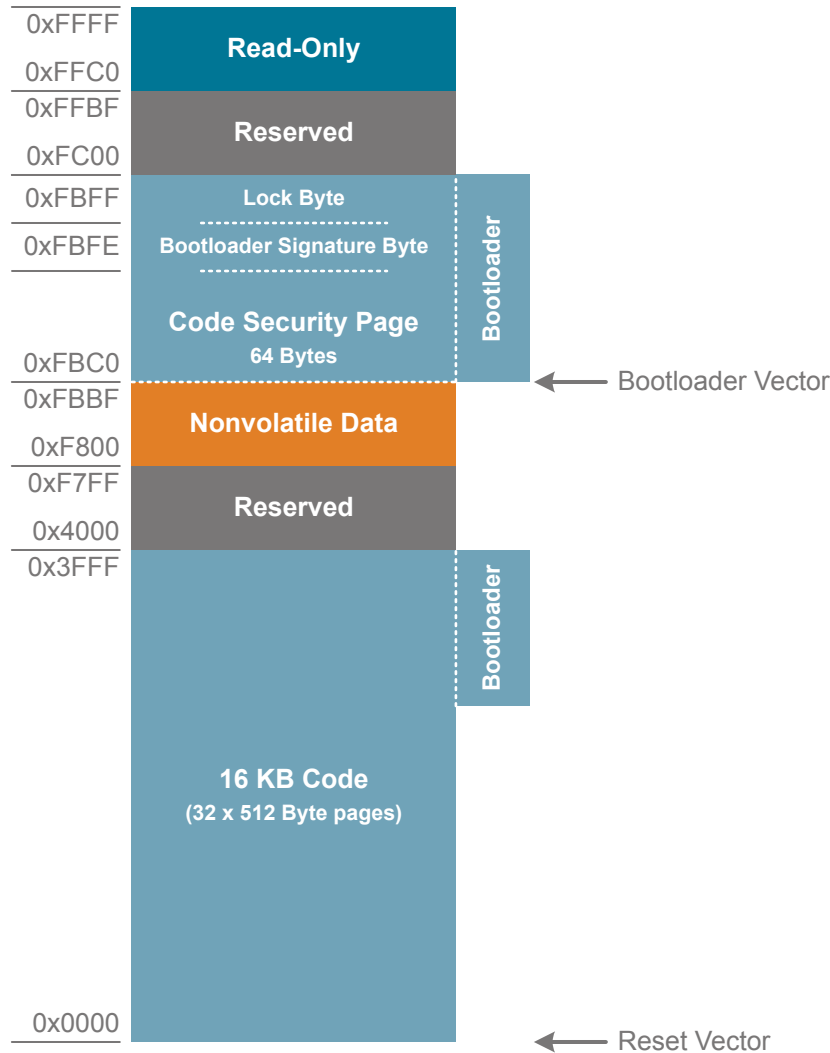 0xFFFF
Read-Only
0xFFC0
0xFFBF
Reserved
0xFC00
0xFBFF
Lock Byte
0xFBFE
Bootloader Signature Byte
Bootloader
Code Security Page
64 Bytes
0xFBC0
Bootloader Vector
0xFBBF
Nonvolatile Data
0xF800
0xF7FF
Reserved
0x4000
0x3FFF
Bootloader
16 KB Code
(32 x 512 Byte pages)
0x0000
Reset Vector